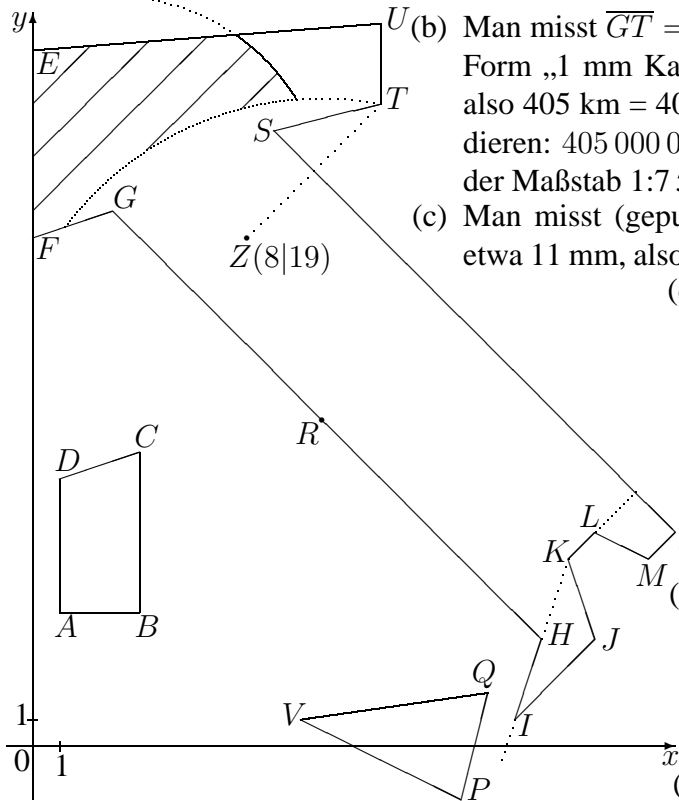 y
U
E
T
S
G
F
Z(8|19)
R
C
D
L
K
M
A
B
H
J
Q
V
I
1
0
1
x
P
(b) Man misst GT =
Form „1 mm Ka
also 405 km = 40
dieren: 405 000 0
der Maßstab 1:7
(c) Man misst (gepu
etwa 11 mm, also
(
(
(